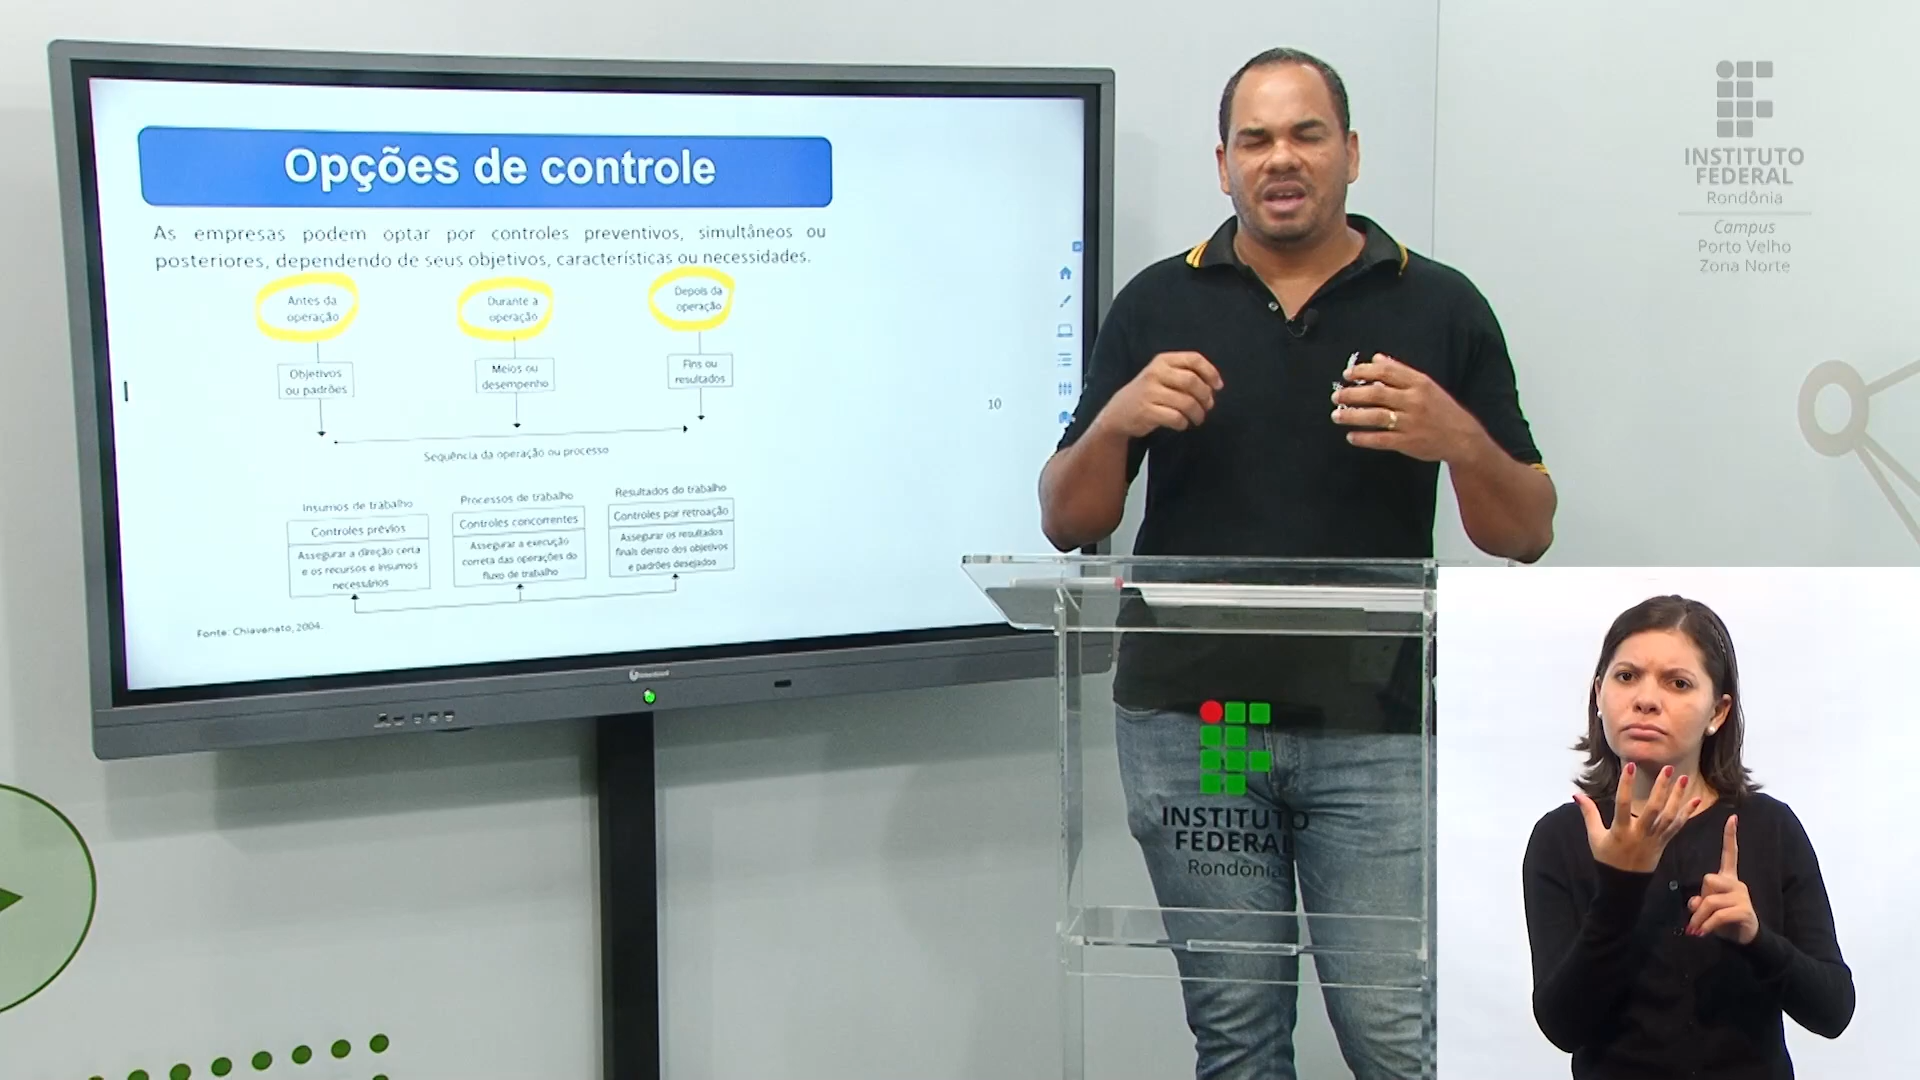 Opções de controle
As empresas podem optar por controles preventivos, simultâneos ou
posteriores, dependendo de seus objetivos, características ou necessidades.
Antes da
operação
Durante a
operação
Depois da
operação
Objetivos
ou padrões
Meios ou
desempenho
Fins ou
resultados
10
Sequência da operação ou processo
Insumos de trabalho
Controles prévios
Assegurar a direção certa
e os recursos e insumos
necessários
Processos de trabalho
Controles concorrentes
Assegurar a execução
correta das operações do
fluxo de trabalho
Resultados do trabalho
Controles por retroação
Assegurar os resultados
finais dentro dos objetivos
e padrões desejados
Fonte: Chiavenato, 2004.
INSTITUTO
FEDERAL
Rondônia
Campus
Porto Velho
Zona Norte
INSTITUTO
FEDERAL
Rondônia